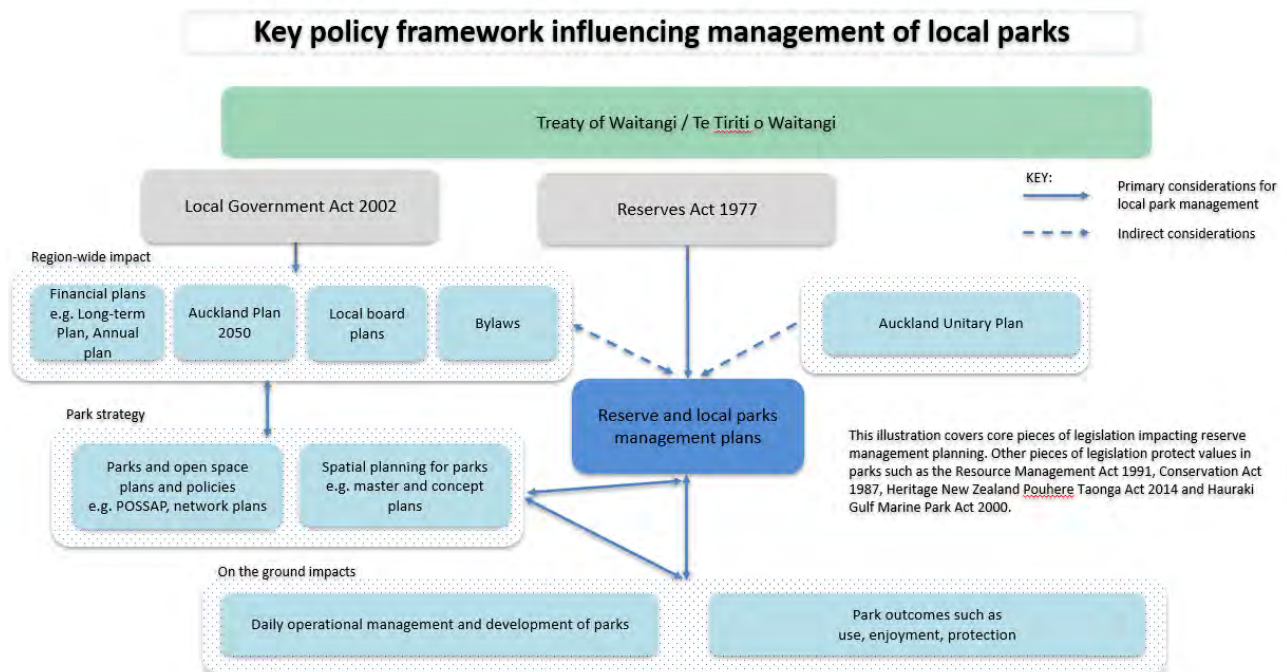 Key policy framework influencing management of local parks
Treaty of Waitangi / Te Tiriti o Waitangi
Local Government Act 2002
Reserves Act 1977
KEY:
Primary considerations for
local park management
Indirect considerations
Region-wide impact
Financial plans
e.g. Long-term
Plan, Annual
plan
Auckland Plan
2050
Local board
plans
Bylaws
Auckland Unitary Plan
Reserve and local parks
management plans
Park strategy
Parks and open space
plans and policies
e.g. POSSAP, network plans
Spatial planning for parks
e.g. master and concept
plans
This illustration covers core pieces of legislation impacting reserve
management planning. Other pieces of legislation protect values in
parks such as the Resource Management Act 1991, Conservation Act
1987, Heritage New Zealand Pouhere Taonga Act 2014 and Hauraki
Gulf Marine Park Act 2000.
On the ground impacts
Daily operational management and development of parks
Park outcomes such as
use, enjoyment, protection